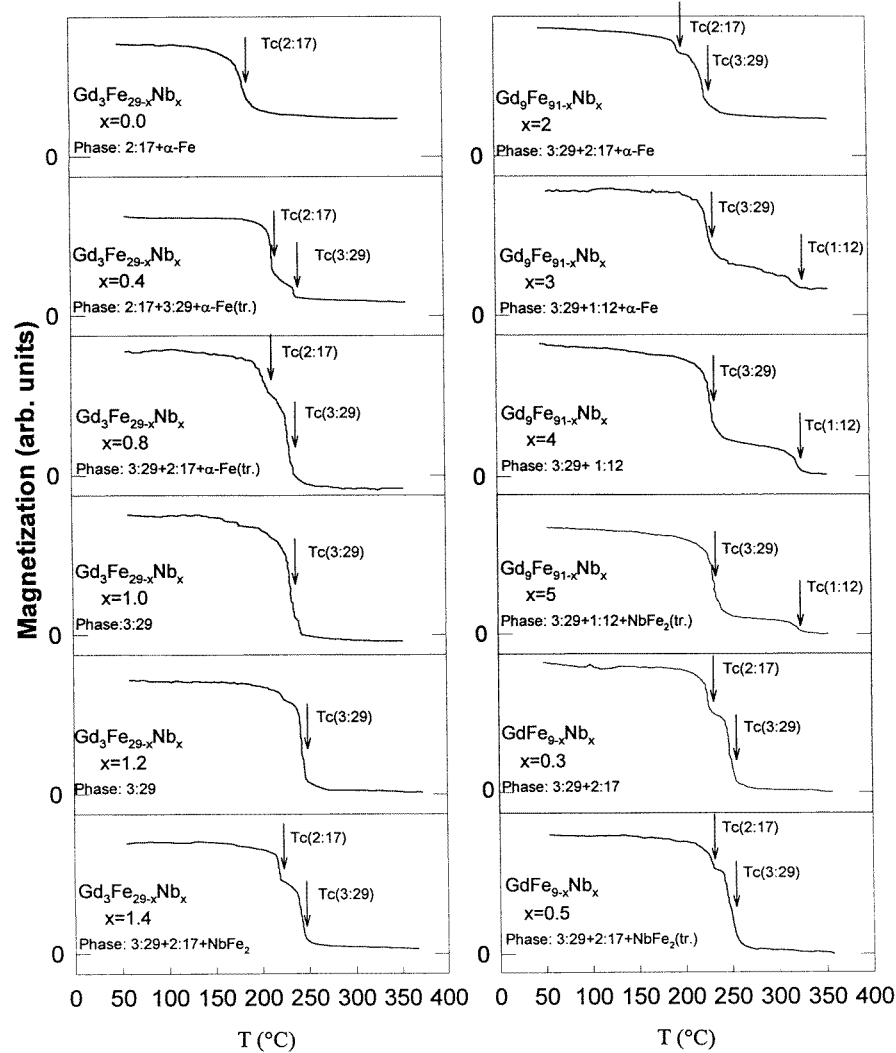 Magnetization (arb. units)
Tc(2:17)
Gd₃Fe₂₉₋ₓNbₓ
x=0.0
Phase: 2:17+α-Fe
0
Tc(2:17)
Tc(3:29)
Gd₃Fe₂₉₋ₓNbₓ
x=0.4
Phase: 2:17+3:29+α-Fe(tr.)
0
Tc(2:17)
Tc(3:29)
Gd₃Fe₂₉₋ₓNbₓ
x=0.8
Phase: 3:29+2:17+α-Fe(tr.)
0
Tc(3:29)
Gd₃Fe₂₉₋ₓNbₓ
x=1.0
Phase:3:29
0
Tc(3:29)
Gd₃Fe₂₉₋ₓNbₓ
x=1.2
Phase: 3:29
0
Tc(2:17)
Tc(3:29)
Gd₃Fe₂₉₋ₓNbₓ
x=1.4
Phase: 3:29+2:17+NbFe₂
0
0 50 100 150 200 250 300 350 400
T (°C)
Tc(2:17)
Tc(3:29)
Gd₉Fe₉₁₋ₓNbₓ
x=2
Phase: 3:29+2:17+α-Fe
0
Tc(3:29)
Tc(1:12)
Gd₉Fe₉₁₋ₓNbₓ
x=3
Phase: 3:29+1:12+α-Fe
0
Tc(3:29)
Tc(1:12)
Gd₉Fe₉₁₋ₓNbₓ
x=4
Phase: 3:29+ 1:12
0
Tc(3:29)
Tc(1:12)
Gd₉Fe₉₁₋ₓNbₓ
x=5
Phase: 3:29+1:12+NbFe₂(tr.)
0
Tc(2:17)
Tc(3:29)
GdFe₉₋ₓNbₓ
x=0.3
Phase: 3:29+2:17
0
Tc(2:17)
Tc(3:29)
GdFe₉₋ₓNbₓ
x=0.5
Phase: 3:29+2:17+NbFe₂(tr.)
0
0 50 100 150 200 250 300 350 400
T (°C)